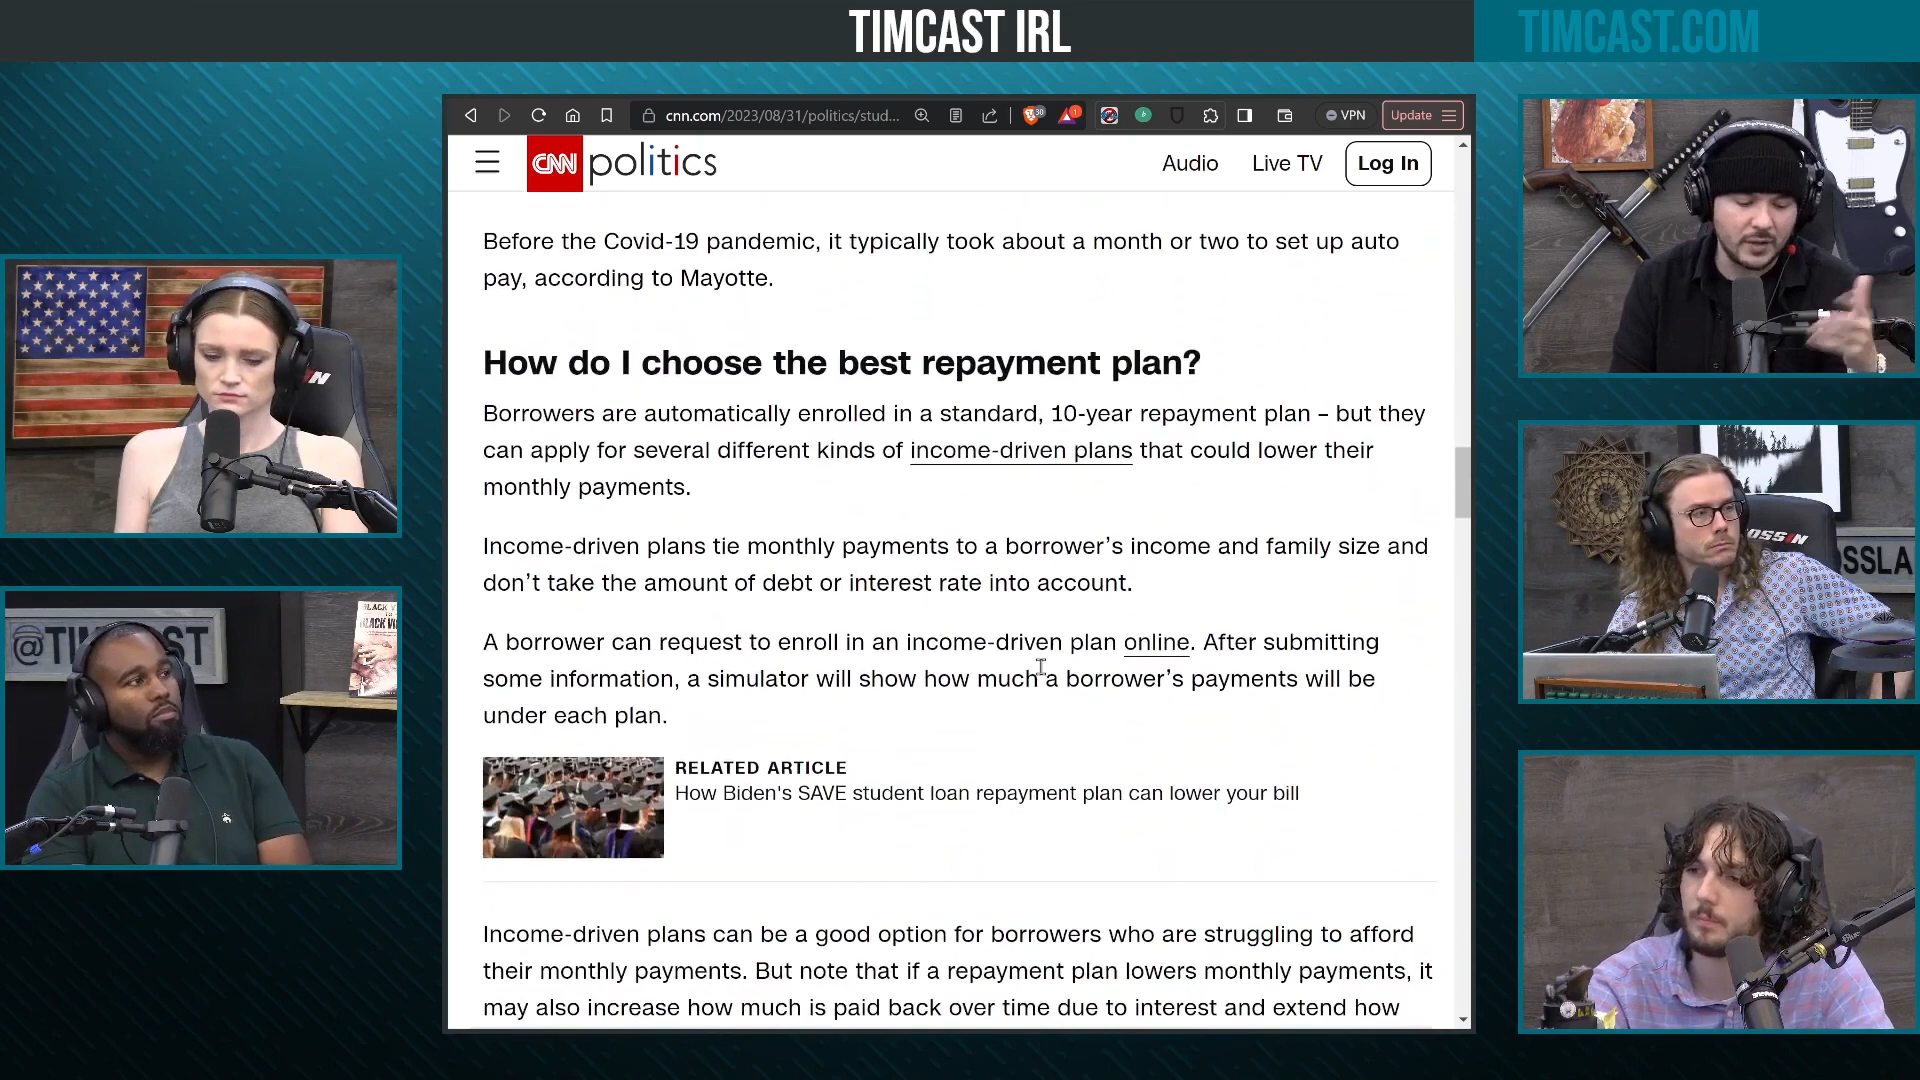 TIMCAST IRL
TIMCAST.COM
cnn.com/2023/08/31/politics/stud...
30
1
VPN
Update
CNN politics
Audio
Live TV
Log In
Before the Covid-19 pandemic, it typically took about a month or two to set up auto
pay, according to Mayotte.
How do I choose the best repayment plan?
Borrowers are automatically enrolled in a standard, 10-year repayment plan – but they
can apply for several different kinds of income-driven plans that could lower their
monthly payments.
Income-driven plans tie monthly payments to a borrower’s income and family size and
don’t take the amount of debt or interest rate into account.
A borrower can request to enroll in an income-driven plan online. After submitting
some information, a simulator will show how much a borrower’s payments will be
under each plan.
RELATED ARTICLE
How Biden's SAVE student loan repayment plan can lower your bill
Income-driven plans can be a good option for borrowers who are struggling to afford
their monthly payments. But note that if a repayment plan lowers monthly payments, it
may also increase how much is paid back over time due to interest and extend how
@TIMCAST
BLACK VI
BLACK VI
OSSIN
OSSLA